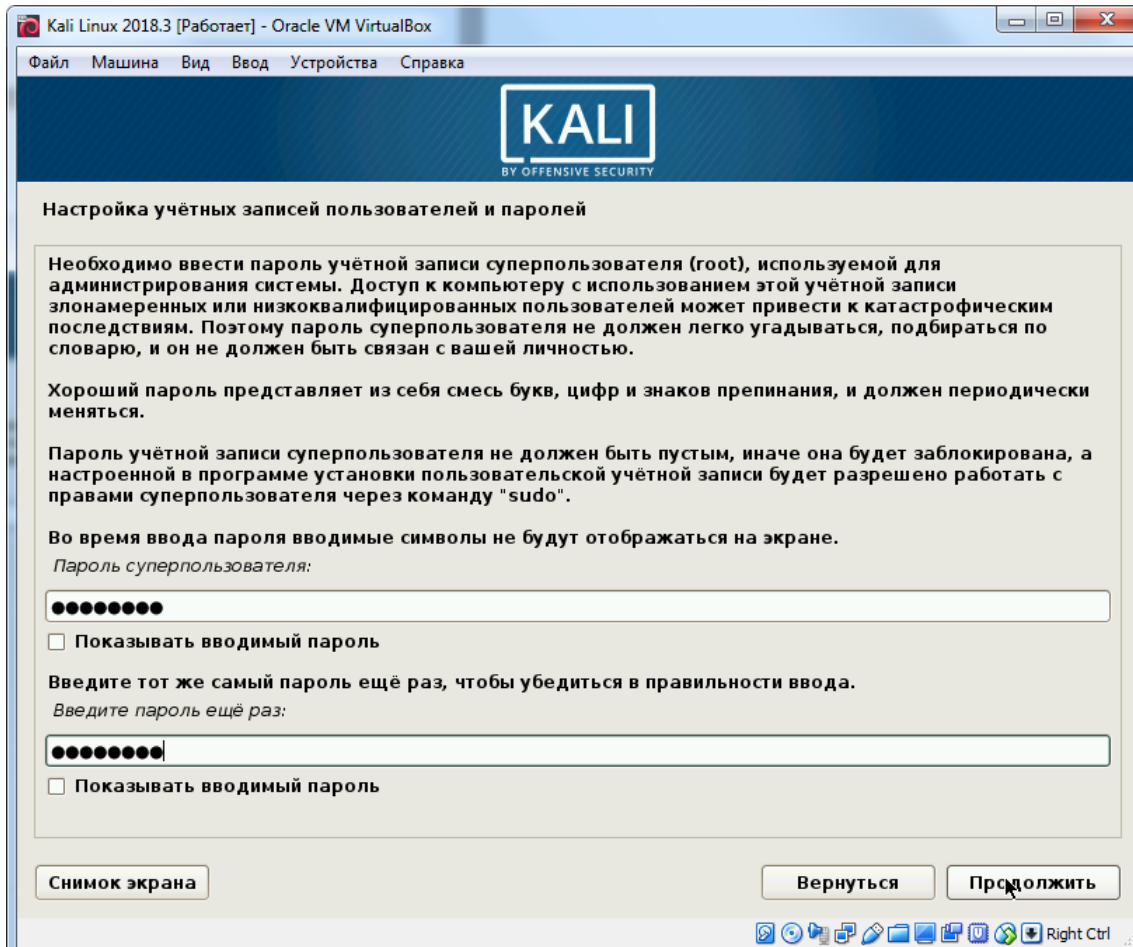 Kali Linux 2018.3 [Работает] - Oracle VM VirtualBox
Файл Машина Вид Ввод Устройства Справка
KALI
BY OFFENSIVE SECURITY
Настройка учётных записей пользователей и паролей
Необходимо ввести пароль учётной записи суперпользователя (root), используемой для
администрирования системы. Доступ к компьютеру с использованием этой учётной записи
злонамеренных или низкоквалифицированных пользователей может привести к катастрофическим
последствиям. Поэтому пароль суперпользователя не должен легко угадываться, подбираться по
словарю, и он не должен быть связан с вашей личностью.
Хороший пароль представляет из себя смесь букв, цифр и знаков препинания, и должен периодически
меняться.
Пароль учётной записи суперпользователя не должен быть пустым, иначе она будет заблокирована, а
настроенной в программе установки пользовательской учётной записи будет разрешено работать с
правами суперпользователя через команду "sudo".
Во время ввода пароля вводимые символы не будут отображаться на экране.
Пароль суперпользователя:
●●●●●●●●
Показывать вводимый пароль
Введите тот же самый пароль ещё раз, чтобы убедиться в правильности ввода.
Введите пароль ещё раз:
●●●●●●●●
Показывать вводимый пароль
Снимок экрана Вернуться Продолжить
Right Ctrl